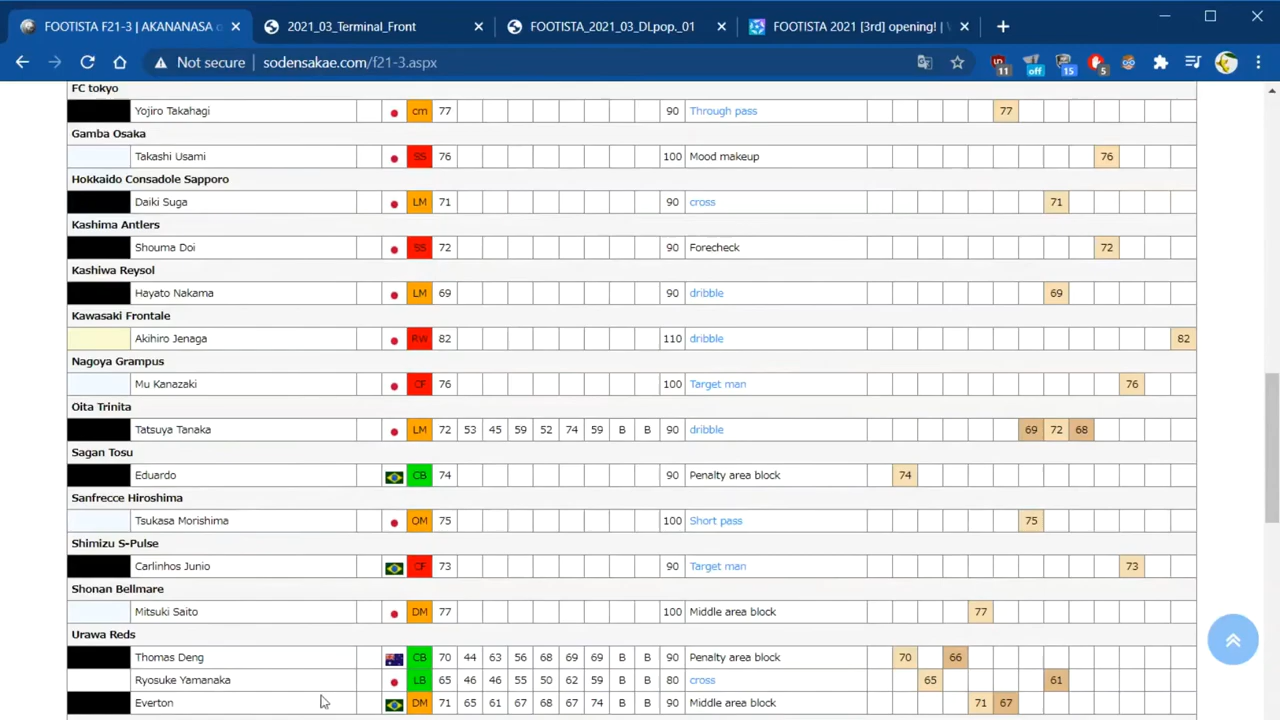 FOOTISTA F21-3 | AKANANASA
2021_03_Terminal_Front
FOOTISTA_2021_03_DLpop._01
FOOTISTA 2021 [3rd] opening! |
Not secure sodensakae.com/f21-3.aspx
11 off 15 5
FC tokyo
Yojiro Takahagi cm 77 90 Through pass 77
Gamba Osaka
Takashi Usami SS 76 100 Mood makeup 76
Hokkaido Consadole Sapporo
Daiki Suga LM 71 90 cross 71
Kashima Antlers
Shouma Doi SS 72 90 Forecheck 72
Kashiwa Reysol
Hayato Nakama LM 69 90 dribble 69
Kawasaki Frontale
Akihiro Jenaga RW 82 110 dribble 82
Nagoya Grampus
Mu Kanazaki CF 76 100 Target man 76
Oita Trinita
Tatsuya Tanaka LM 72 53 45 59 52 74 59 B B 90 dribble 69 72 68
Sagan Tosu
Eduardo CB 74 90 Penalty area block 74
Sanfrecce Hiroshima
Tsukasa Morishima OM 75 100 Short pass 75
Shimizu S-Pulse
Carlinhos Junio CF 73 90 Target man 73
Shonan Bellmare
Mitsuki Saito DM 77 100 Middle area block 77
Urawa Reds
Thomas Deng CB 70 44 63 56 68 69 69 B B 90 Penalty area block 70 66
Ryosuke Yamanaka LB 65 46 46 55 50 62 59 B B 80 cross 65 61
Everton DM 71 65 61 67 68 67 74 B B 90 Middle area block 71 67